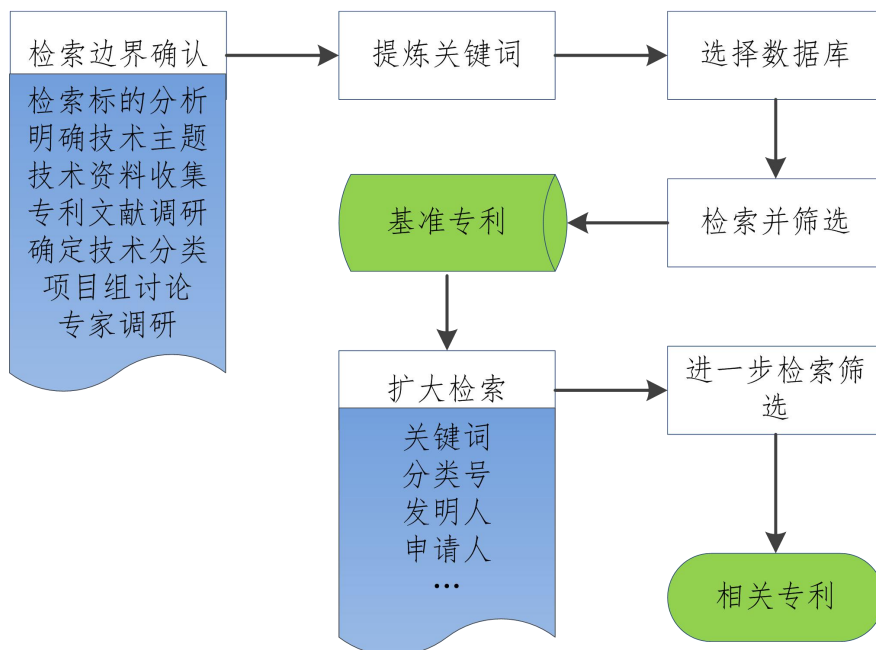 检索边界确认
检索标的分析
明确技术主题
技术资料收集
专利文献调研
确定技术分类
项目组讨论
专家调研
提炼关键词
选择数据库
检索并筛选
基准专利
扩大检索
关键词
分类号
发明人
申请人
…
进一步检索筛
选
相关专利